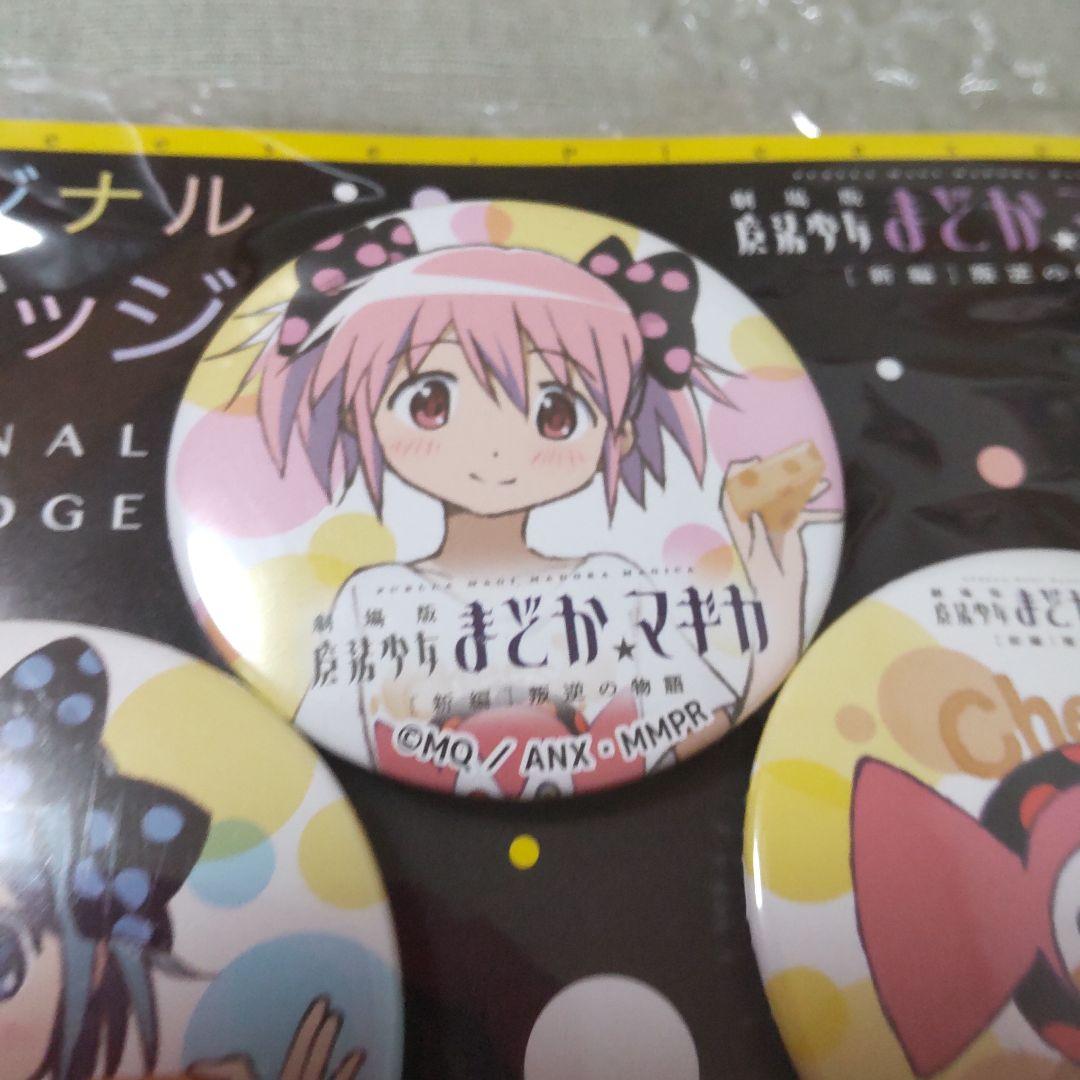 ジナル
ッジ
NAL
DGE
劇場版
魔法少女まどか★
[新編]叛逆の
PUELLA MAGI MADOKA MAGICA
劇場版
魔法少女まどか★マギカ
[新編]叛逆の物語
©MQ / ANX・MMPR
劇場版
魔法少女まど
[新編]
Che